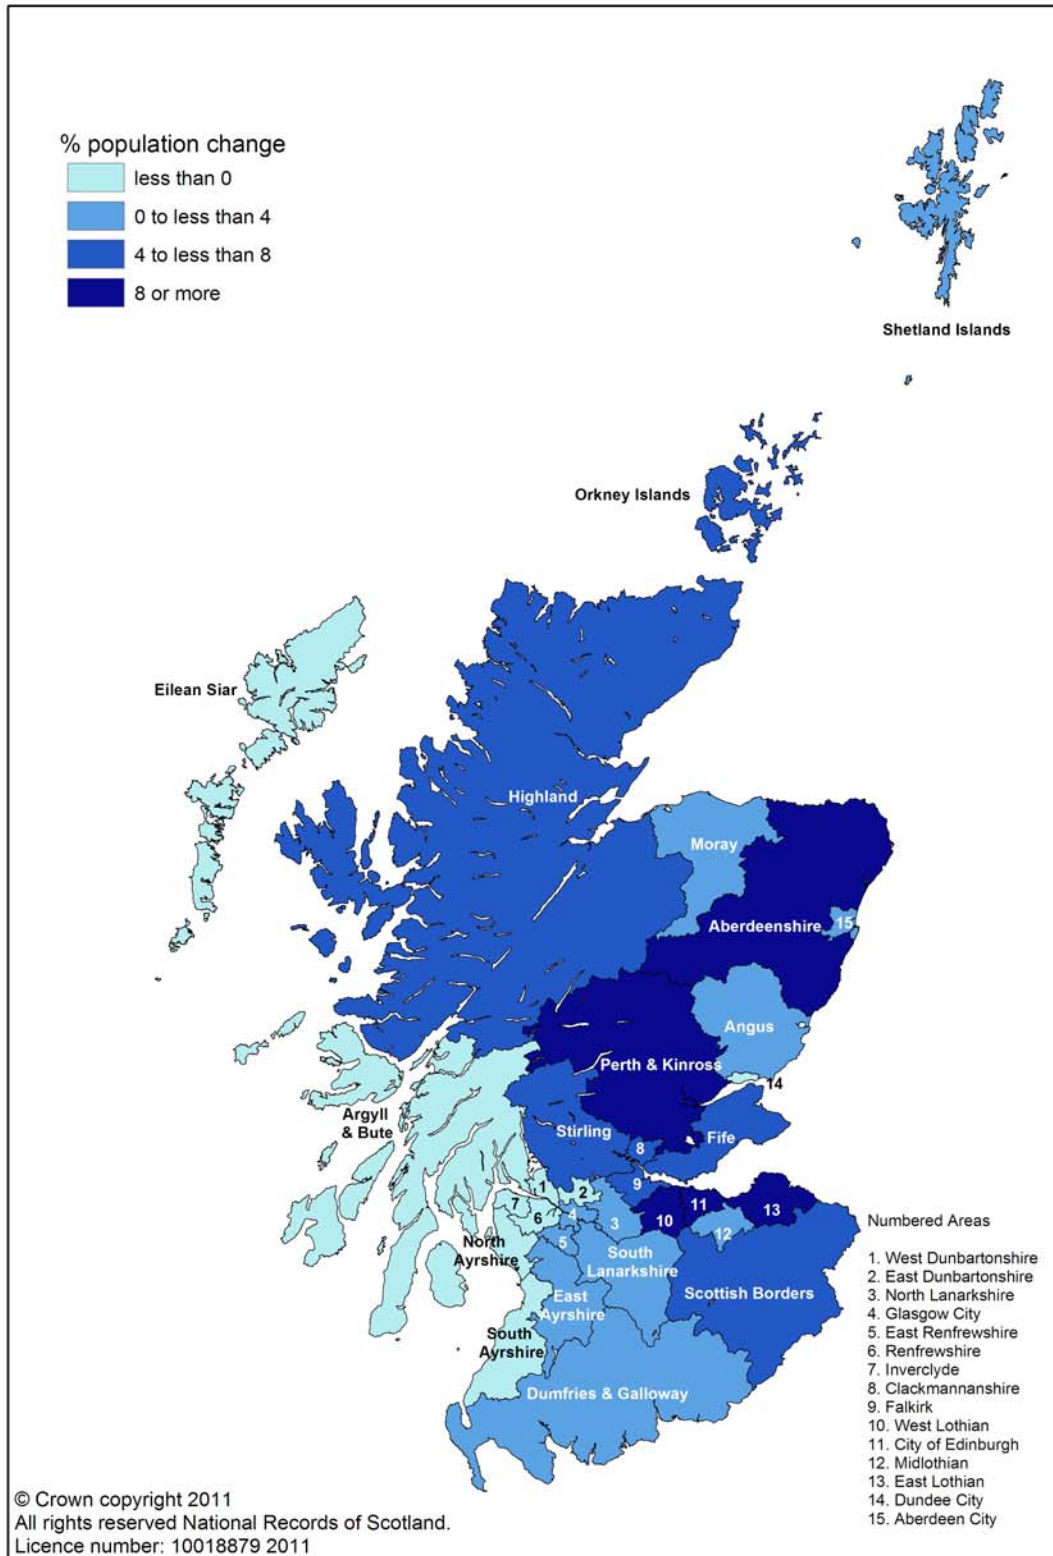 % population change
less than 0
0 to less than 4
4 to less than 8
8 or more
Shetland Islands
Orkney Islands
Eilean Siar
Highland
Moray
Aberdeenshire
15
Angus
Perth & Kinross
14
Argyll
& Bute
Stirling
Fife
8
9
1
2
7
4
6
3
10
11
13
12
5
North
Ayrshire
South
Lanarkshire
Scottish Borders
East
Ayrshire
South
Ayrshire
Dumfries & Galloway
Numbered Areas
1. West Dunbartonshire
2. East Dunbartonshire
3. North Lanarkshire
4. Glasgow City
5. East Renfrewshire
6. Renfrewshire
7. Inverclyde
8. Clackmannanshire
9. Falkirk
10. West Lothian
11. City of Edinburgh
12. Midlothian
13. East Lothian
14. Dundee City
15. Aberdeen City
© Crown copyright 2011
All rights reserved National Records of Scotland.
Licence number: 10018879 2011